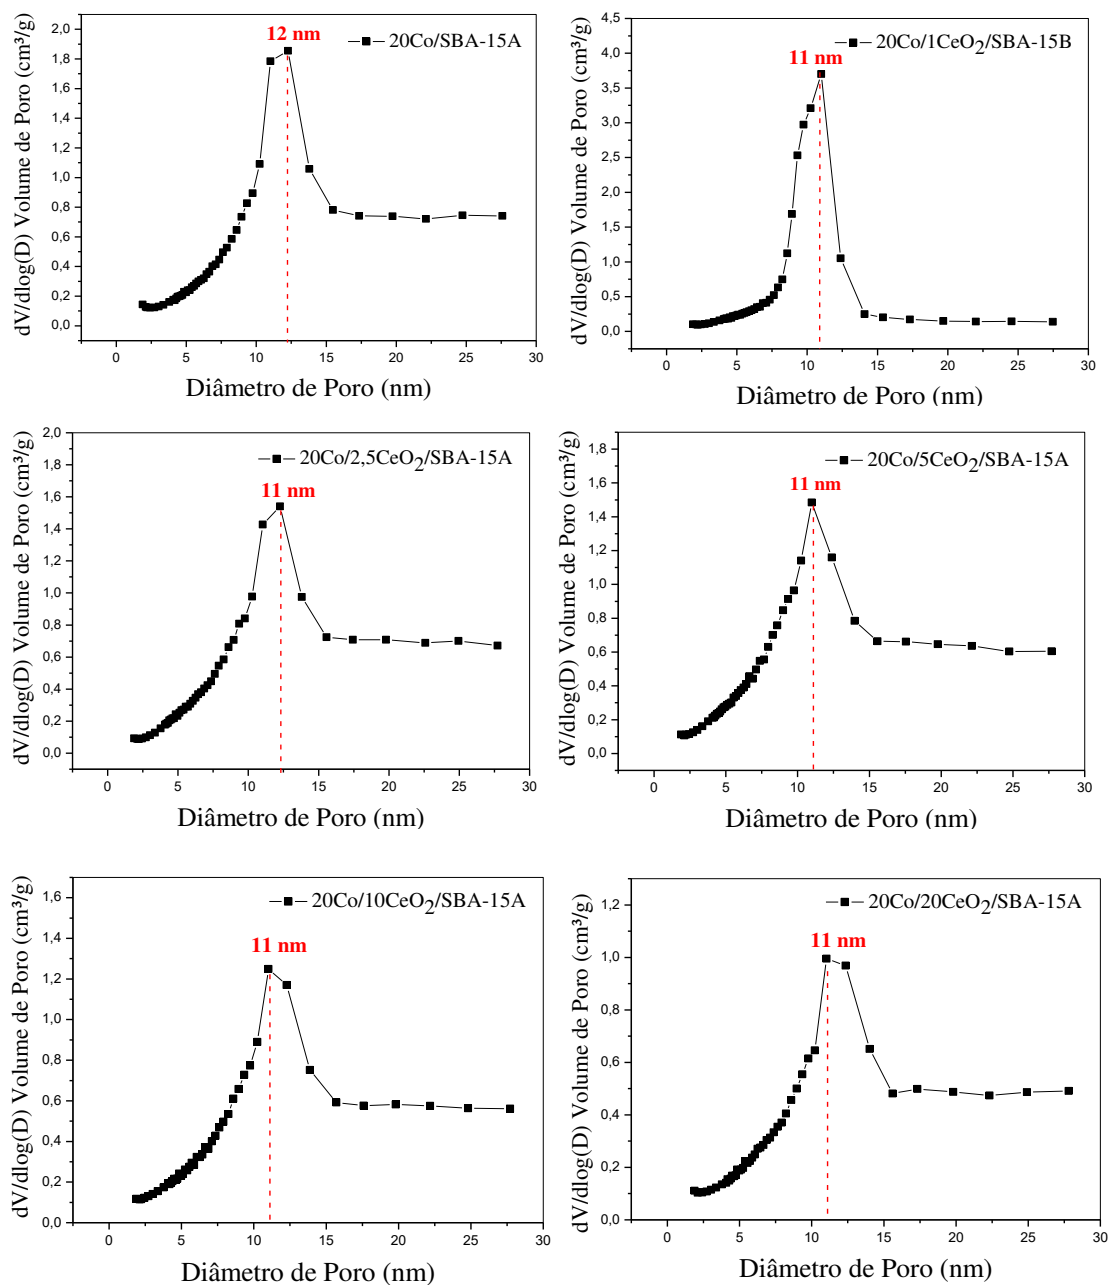 dV/dlog(D) Volume de Poro (cm³/g)
2,0
1,8
1,6
1,4
1,2
1,0
0,8
0,6
0,4
0,2
0,0
12 nm
20Co/SBA-15A
0 5 10 15 20 25 30
Diâmetro de Poro (nm)
dV/dlog(D) Volume de Poro (cm³/g)
4,5
4,0
3,5
3,0
2,5
2,0
1,5
1,0
0,5
0,0
11 nm
20Co/1CeO₂/SBA-15B
0 2,5 5 7,5 10 15 20 25 30
Diâmetro de Poro (nm)
dV/dlog(D) Volume de Poro (cm³/g)
2,0
1,8
1,6
1,4
1,2
1,0
0,8
0,6
0,4
0,2
0,0
11 nm
20Co/2,5CeO₂/SBA-15A
0 5 10 15 20 25 30
Diâmetro de Poro (nm)
dV/dlog(D) Volume de Poro (cm³/g)
1,8
1,6
1,4
1,2
1,0
0,8
0,6
0,4
0,2
0,0
11 nm
20Co/5CeO₂/SBA-15A
0 5 10 15 20 25 30
Diâmetro de Poro (nm)
dV/dlog(D) Volume de Poro (cm³/g)
1,6
1,4
1,2
1,0
0,8
0,6
0,4
0,2
0,0
11 nm
20Co/10CeO₂/SBA-15A
0 5 10 15 20 25 30
Diâmetro de Poro (nm)
dV/dlog(D) Volume de Poro (cm³/g)
1,2
1,0
0,8
0,6
0,4
0,2
0,0
11 nm
20Co/20CeO₂/SBA-15A
0 5 10 15 20 25 30
Diâmetro de Poro (nm)